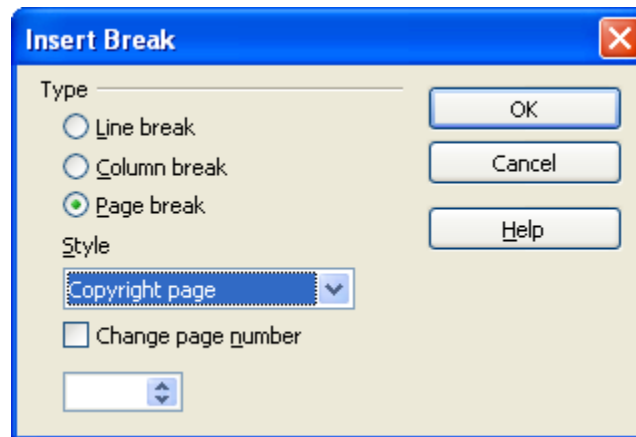 Insert Break
Type
Line break
Column break
Page break
Style
Copyright page
Change page number
OK
Cancel
Help